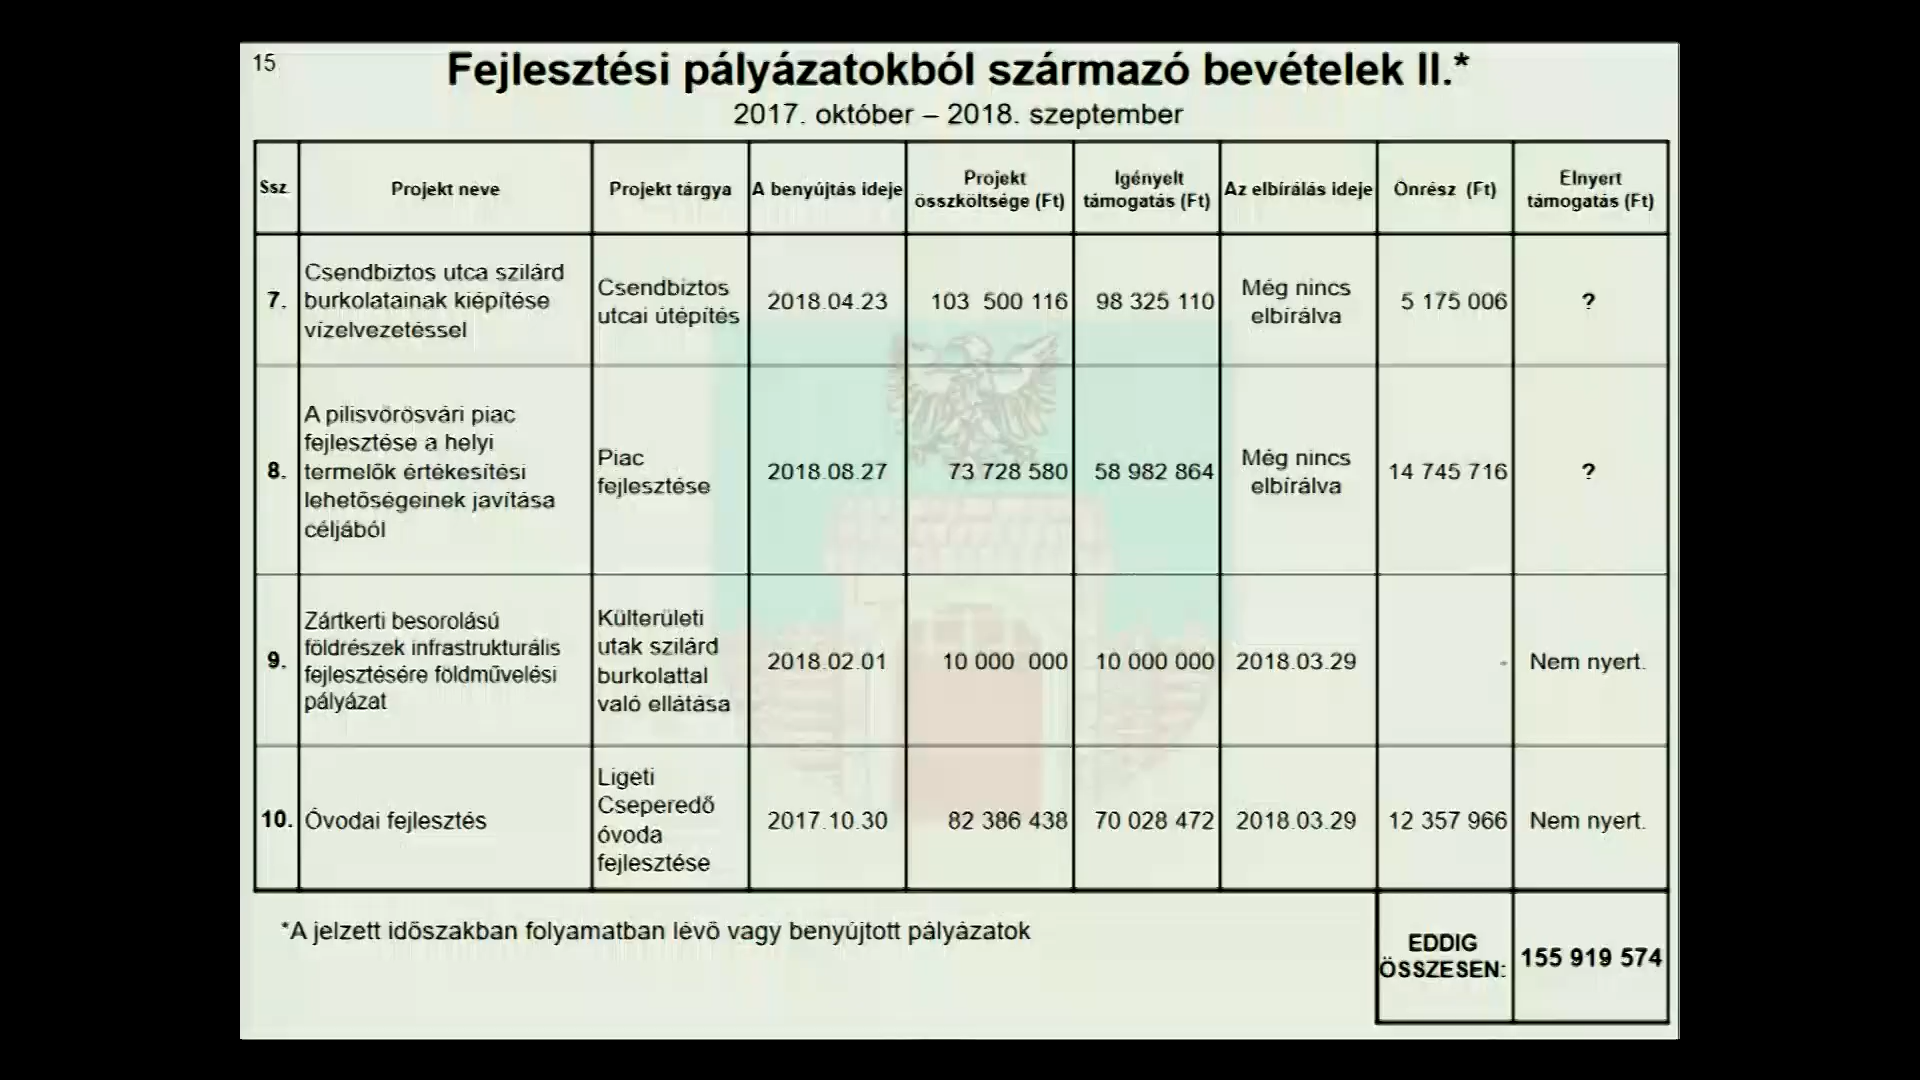 15
Fejlesztési pályázatokból származó bevételek II.*
2017. október – 2018. szeptember
Ssz. Projekt neve Projekt tárgya A benyújtás ideje Projekt összköltsége (Ft) Igényelt támogatás (Ft) Az elbírálás ideje Önrész (Ft) Elnyert támogatás (Ft)
7.
Csendbiztos utca szilárd
burkolatainak kiépítése
vízelvezetéssel
Csendbiztos
utcai útépítés
2018.04.23
103 500 116
98 325 110
Még nincs
elbírálva
5 175 006
?
8.
A pilisvörösvári piac
fejlesztése a helyi
termelők értékesítési
lehetőségeinek javítása
céljából
Piac
fejlesztése
2018.08.27
73 728 580
58 982 864
Még nincs
elbírálva
14 745 716
?
9.
Zártkerti besorolású
földrészek infrastrukturális
fejlesztésére földművelési
pályázat
Külterületi
utak szilárd
burkolattal
való ellátása
2018.02.01
10 000 000
10 000 000
2018.03.29
-
Nem nyert.
10.
Óvodai fejlesztés
Ligeti
Cseperedő
óvoda
fejlesztése
2017.10.30
82 386 438
70 028 472
2018.03.29
12 357 966
Nem nyert.
*A jelzett időszakban folyamatban lévő vagy benyújtott pályázatok
EDDIG
ÖSSZESEN:
155 919 574